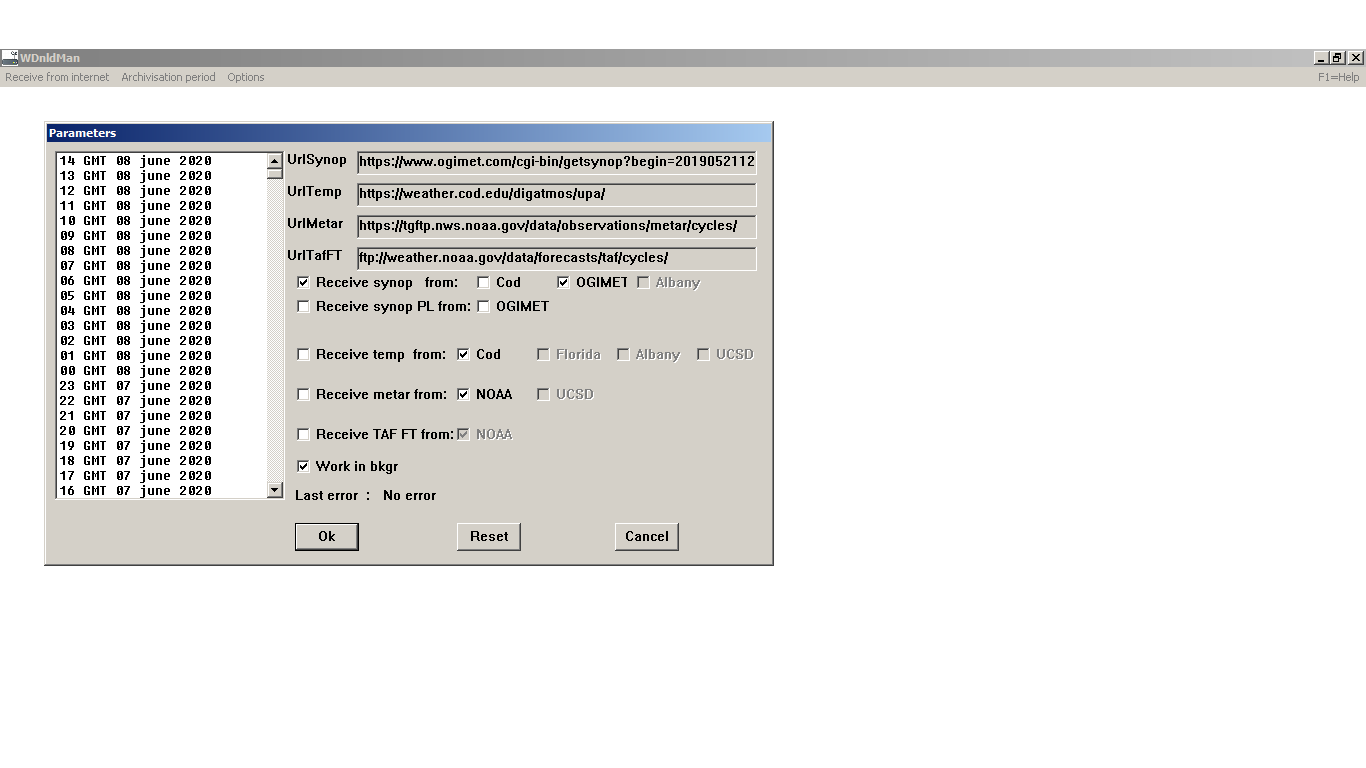 WDnldMan
Receive from internet Archivisation period Options F1=Help
Parameters
14 GMT 08 june 2020
13 GMT 08 june 2020
12 GMT 08 june 2020
11 GMT 08 june 2020
10 GMT 08 june 2020
09 GMT 08 june 2020
08 GMT 08 june 2020
07 GMT 08 june 2020
06 GMT 08 june 2020
05 GMT 08 june 2020
04 GMT 08 june 2020
03 GMT 08 june 2020
02 GMT 08 june 2020
01 GMT 08 june 2020
00 GMT 08 june 2020
23 GMT 07 june 2020
22 GMT 07 june 2020
21 GMT 07 june 2020
20 GMT 07 june 2020
19 GMT 07 june 2020
18 GMT 07 june 2020
17 GMT 07 june 2020
16 GMT 07 june 2020
UrlSynop https://www.ogimet.com/cgi-bin/getsynop?begin=2019052112
UrlTemp https://weather.cod.edu/digatmos/upa/
UrlMetar https://tgftp.nws.noaa.gov/data/observations/metar/cycles/
UrlTafFT ftp://weather.noaa.gov/data/forecasts/taf/cycles/
Receive synop from: Cod OGIMET Albany
Receive synop PL from: OGIMET
Receive temp from: Cod Florida Albany UCSD
Receive metar from: NOAA UCSD
Receive TAF FT from: NOAA
Work in bkgr
Last error : No error
Ok Reset Cancel